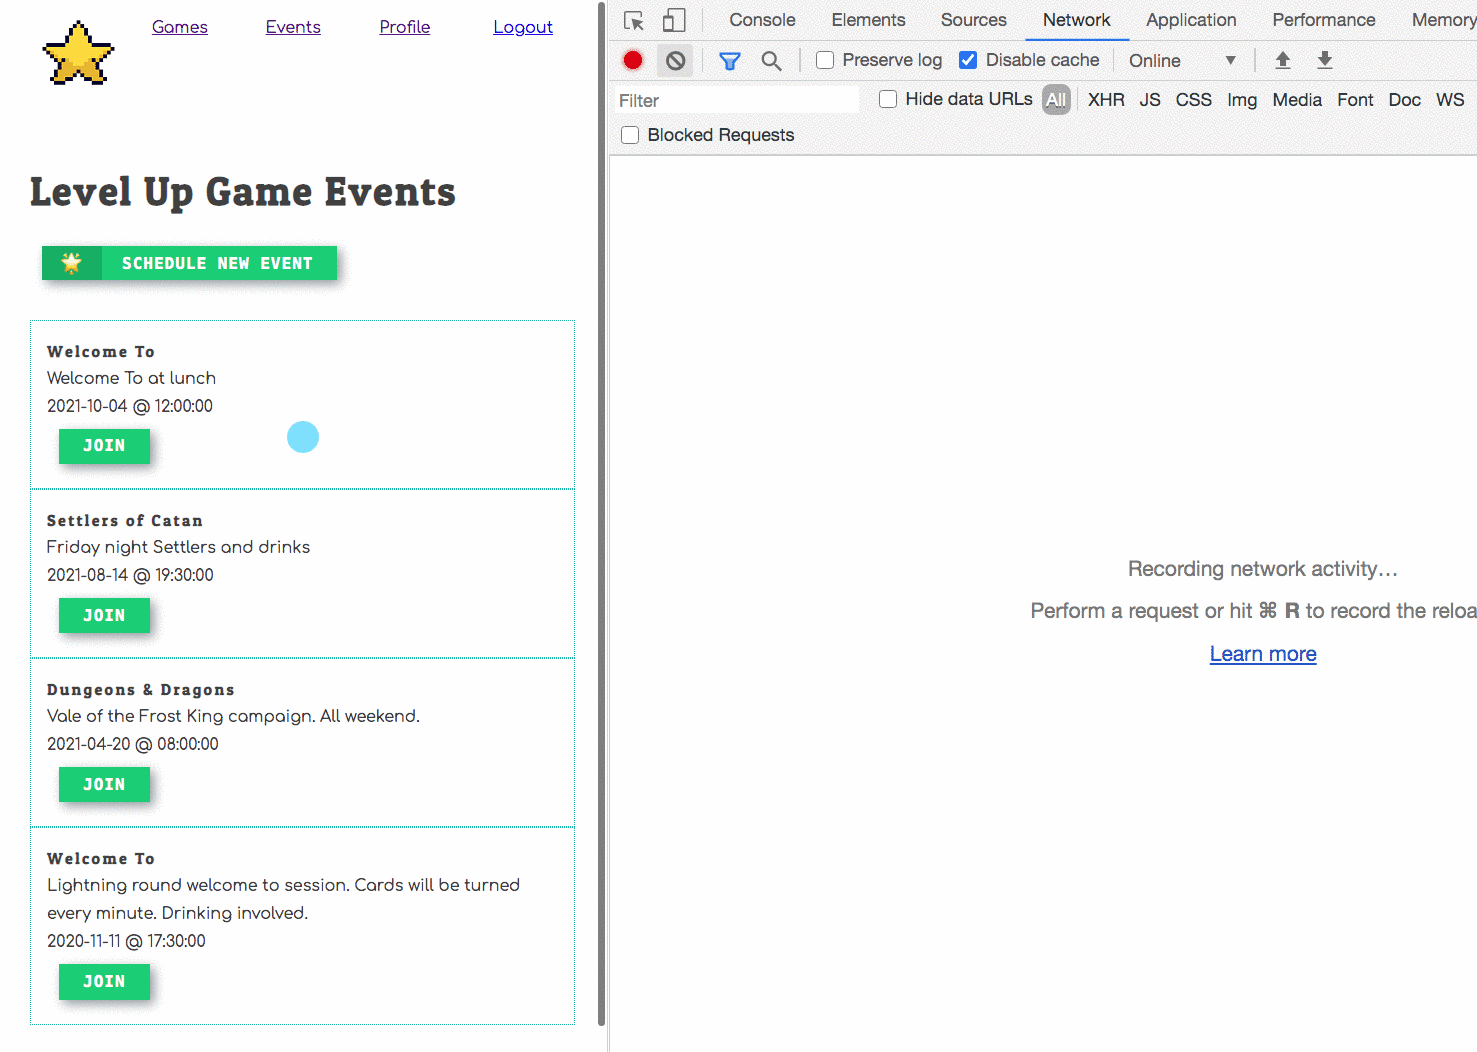 Games Events Profile Logout
Level Up Game Events
SCHEDULE NEW EVENT
Welcome To
Welcome To at lunch
2021-10-04 @ 12:00:00
JOIN
Settlers of Catan
Friday night Settlers and drinks
2021-08-14 @ 19:30:00
JOIN
Dungeons & Dragons
Vale of the Frost King campaign. All weekend.
2021-04-20 @ 08:00:00
JOIN
Welcome To
Lightning round welcome to session. Cards will be turned
every minute. Drinking involved.
2020-11-11 @ 17:30:00
JOIN
Console Elements Sources Network Application Performance Memory
Preserve log Disable cache Online
Filter Hide data URLs All XHR JS CSS Img Media Font Doc WS
Blocked Requests
Recording network activity…
Perform a request or hit ⌘ R to record the reloa
Learn more